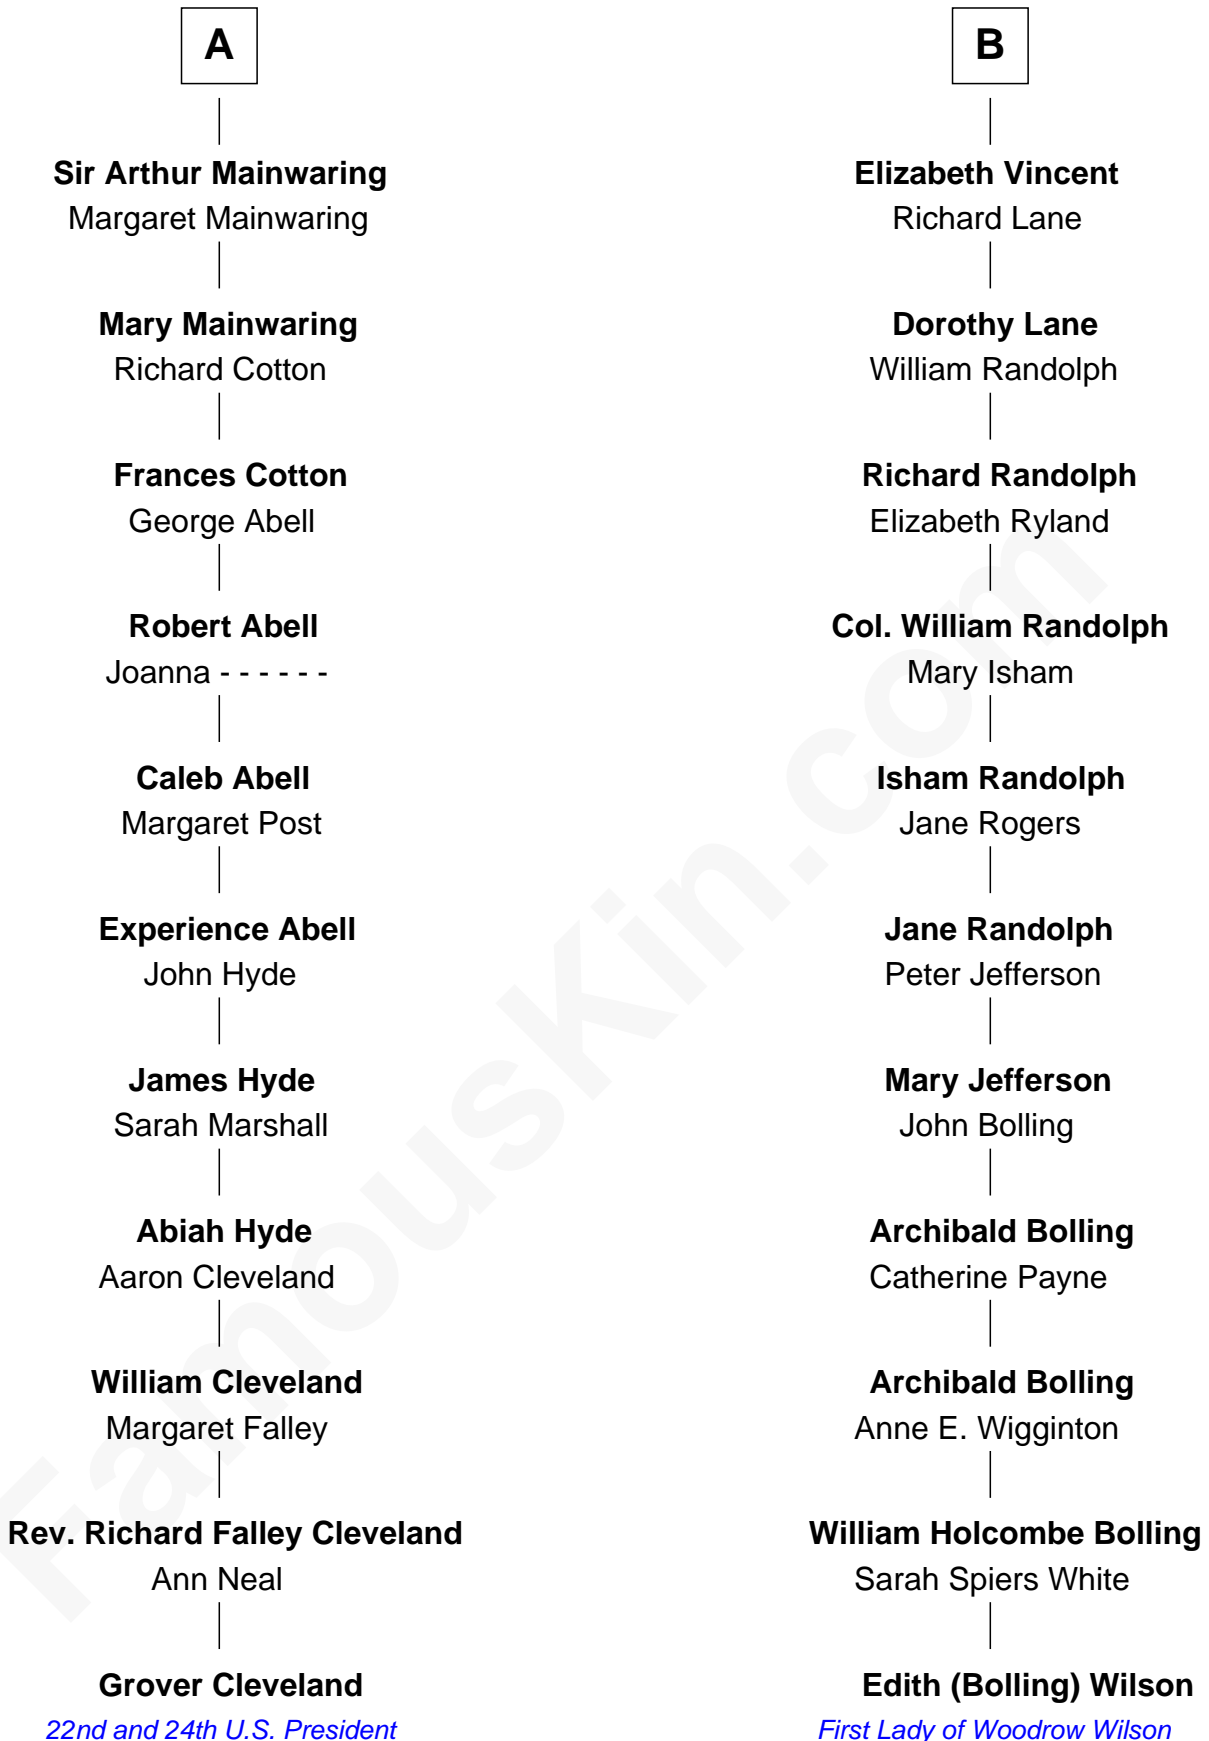 A
Sir Arthur Mainwaring
Margaret Mainwaring
Mary Mainwaring
Richard Cotton
Frances Cotton
George Abell
Robert Abell
Joanna - - - - - -
Caleb Abell
Margaret Post
Experience Abell
John Hyde
James Hyde
Sarah Marshall
Abiah Hyde
Aaron Cleveland
William Cleveland
Margaret Falley
Rev. Richard Falley Cleveland
Ann Neal
Grover Cleveland
22nd and 24th U.S. President
B
Elizabeth Vincent
Richard Lane
Dorothy Lane
William Randolph
Richard Randolph
Elizabeth Ryland
Col. William Randolph
Mary Isham
Isham Randolph
Jane Rogers
Jane Randolph
Peter Jefferson
Mary Jefferson
John Bolling
Archibald Bolling
Catherine Payne
Archibald Bolling
Anne E. Wigginton
William Holcombe Bolling
Sarah Spiers White
Edith (Bolling) Wilson
First Lady of Woodrow Wilson
FamousKin.com